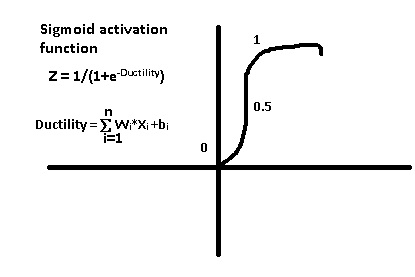 Sigmoid activation
function
Z = 1/(1+e-Ductility)
n
Ductility = ∑ Wi*Xi +bi
i=1
1
0.5
0